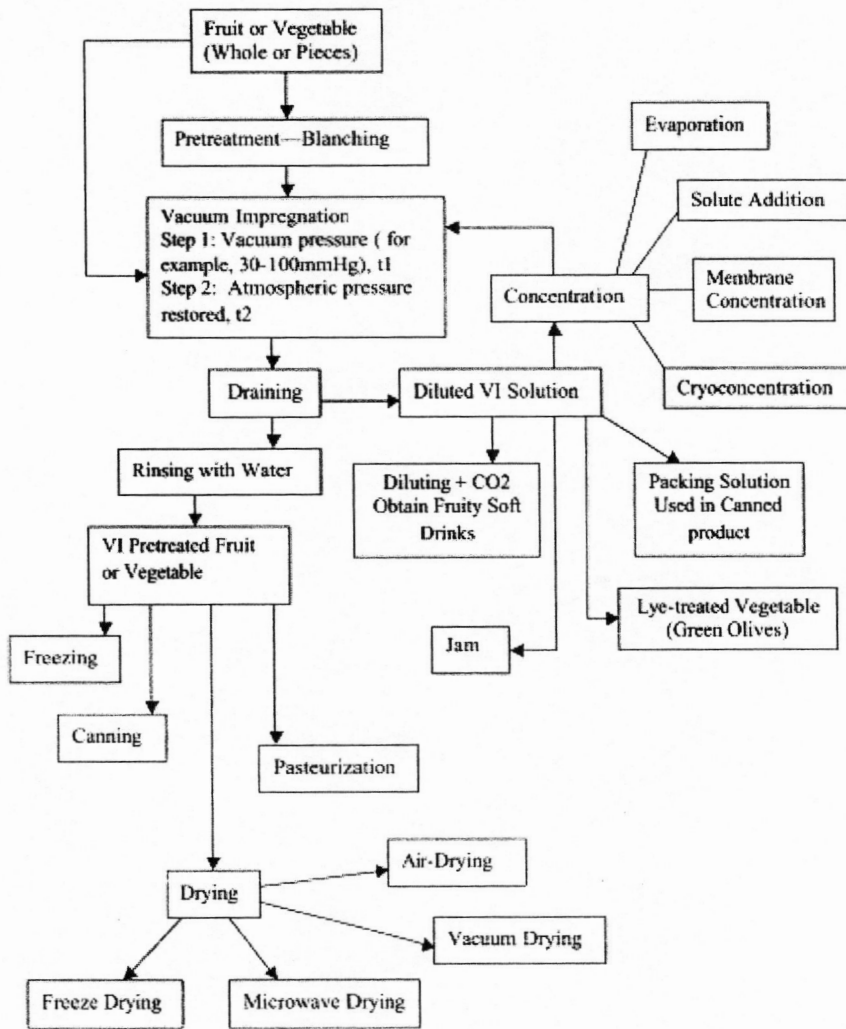 Fruit or Vegetable
(Whole or Pieces)
Pretreatment—Blanching
Vacuum Impregnation
Step 1: Vacuum pressure ( for
example, 30-100mmHg), t1
Step 2: Atmospheric pressure
restored, t2
Evaporation
Solute Addition
Membrane
Concentration
Concentration
Cryoconcentration
Draining
Diluted VI Solution
Rinsing with Water
Diluting + CO2
Obtain Fruity Soft
Drinks
Packing Solution
Used in Canned
product
VI Pretreated Fruit
or Vegetable
Lye-treated Vegetable
(Green Olives)
Jam
Freezing
Canning
Pasteurization
Air-Drying
Drying
Vacuum Drying
Freeze Drying
Microwave Drying